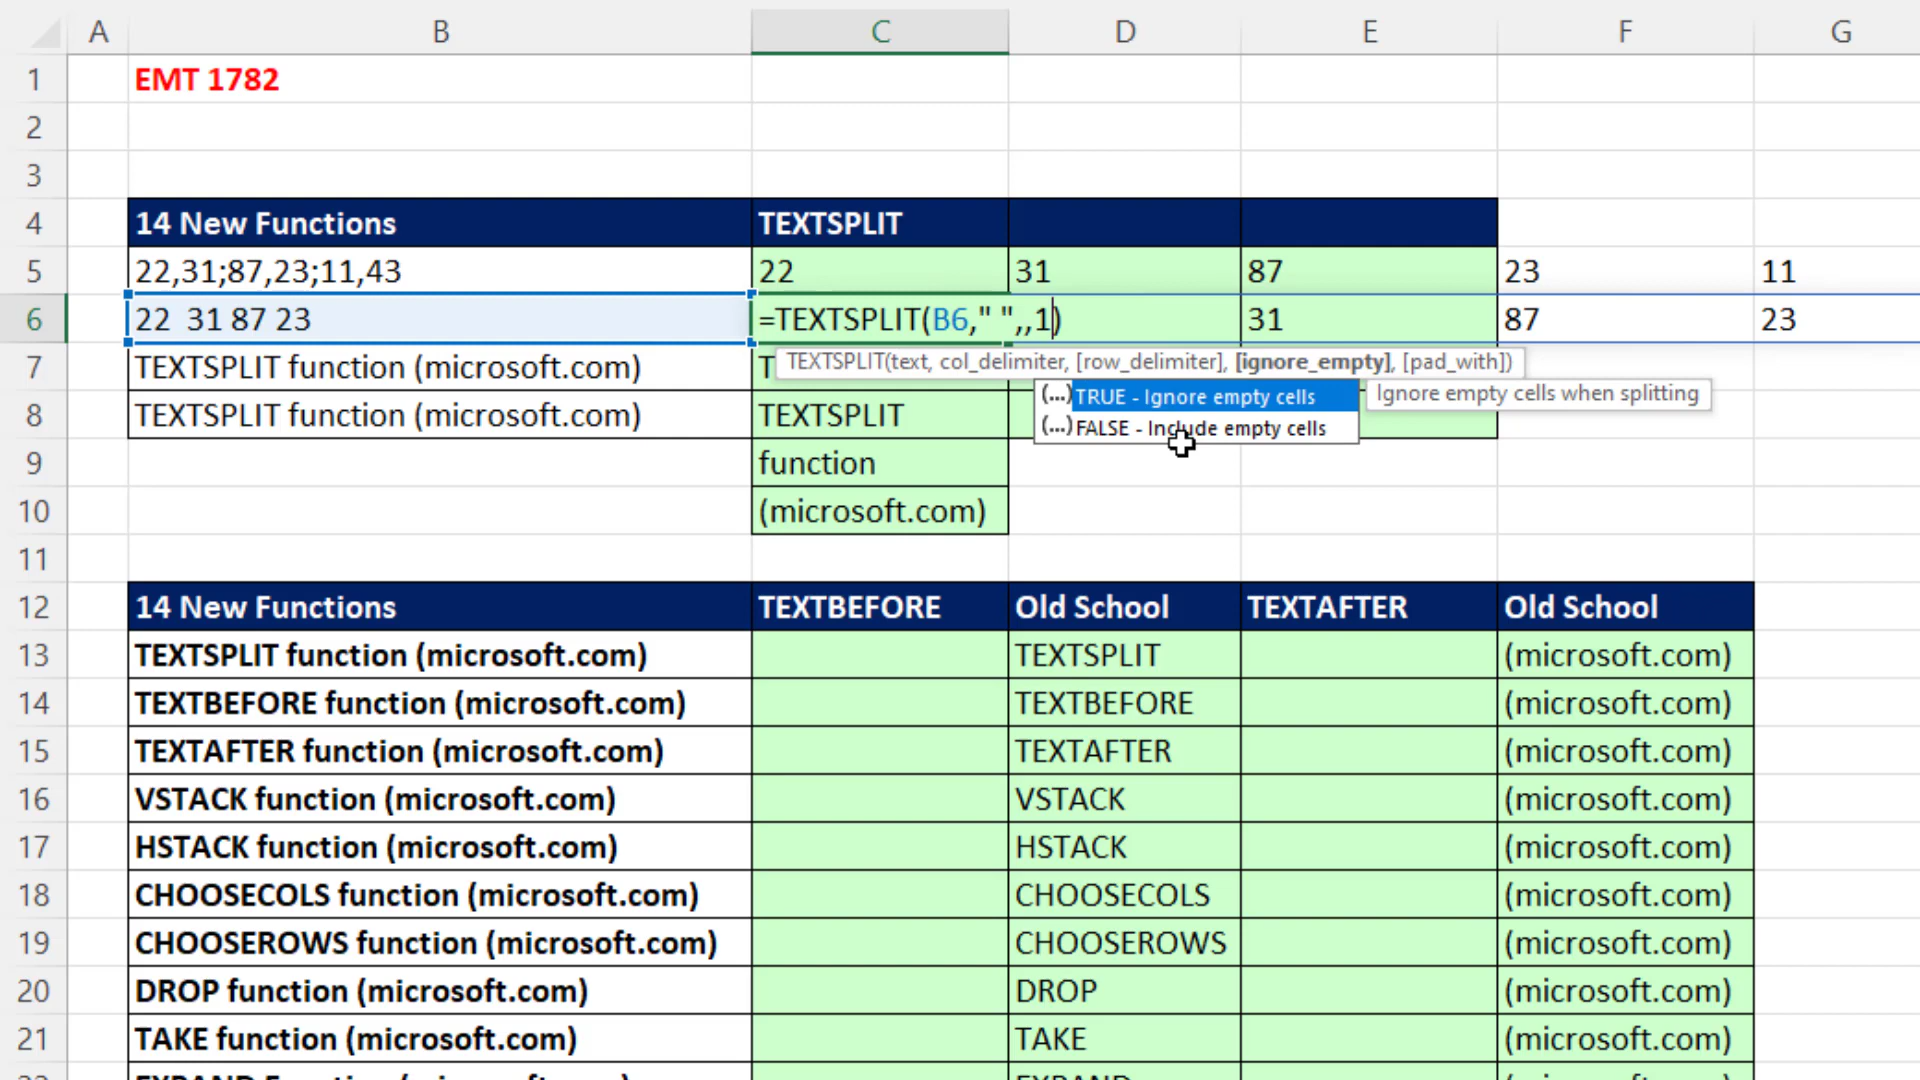 A B C D E F G
1 EMT 1782
2
3
4 14 New Functions TEXTSPLIT
5 22,31;87,23;11,43 22 31 87 23 11
6 22  31 87 23 =TEXTSPLIT(B6," ",,1) 31 87 23
7 TEXTSPLIT function (microsoft.com) T TEXTSPLIT(text, col_delimiter, [row_delimiter], [ignore_empty], [pad_with])
(...) TRUE - Ignore empty cells Ignore empty cells when splitting
8 TEXTSPLIT function (microsoft.com) TEXTSPLIT (...) FALSE - Include empty cells
9 function
10 (microsoft.com)
11
12 14 New Functions TEXTBEFORE Old School TEXTAFTER Old School
13 TEXTSPLIT function (microsoft.com) TEXTSPLIT (microsoft.com)
14 TEXTBEFORE function (microsoft.com) TEXTBEFORE (microsoft.com)
15 TEXTAFTER function (microsoft.com) TEXTAFTER (microsoft.com)
16 VSTACK function (microsoft.com) VSTACK (microsoft.com)
17 HSTACK function (microsoft.com) HSTACK (microsoft.com)
18 CHOOSECOLS function (microsoft.com) CHOOSECOLS (microsoft.com)
19 CHOOSEROWS function (microsoft.com) CHOOSEROWS (microsoft.com)
20 DROP function (microsoft.com) DROP (microsoft.com)
21 TAKE function (microsoft.com) TAKE (microsoft.com)